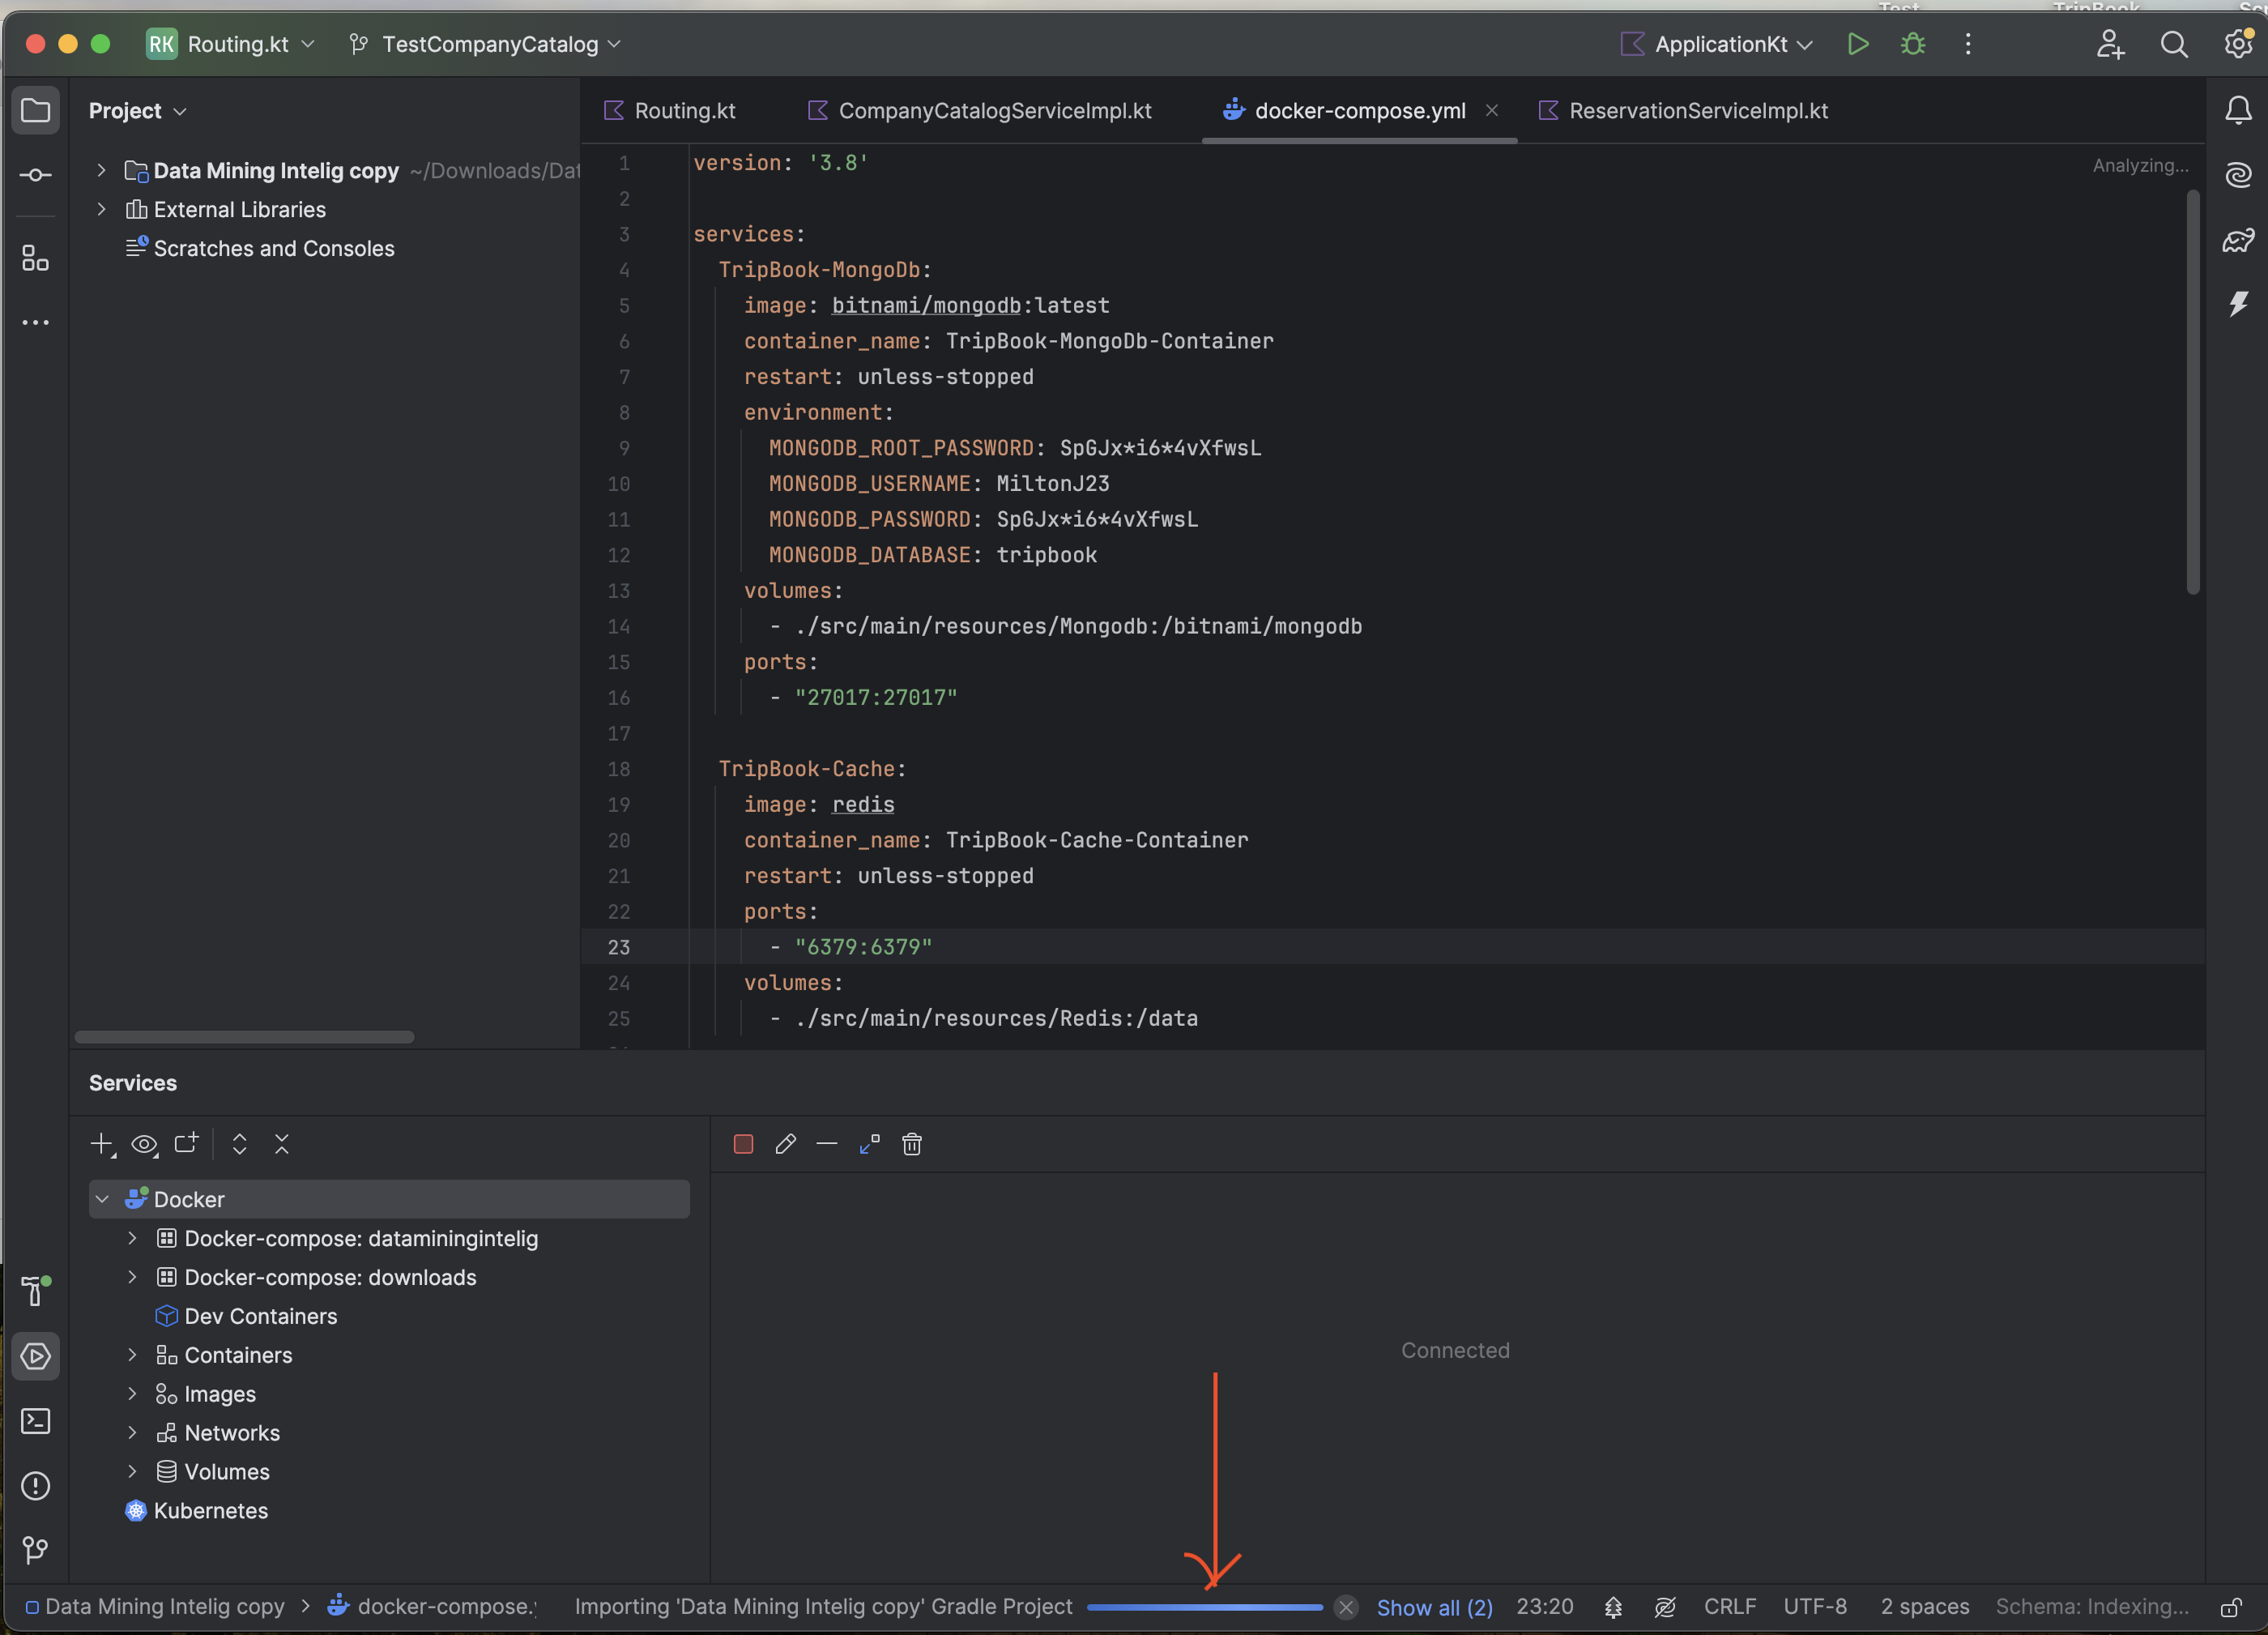 Test
TripBook
RK Routing.kt
TestCompanyCatalog
ApplicationKt
Project
Routing.kt
CompanyCatalogServiceImpl.kt
docker-compose.yml
ReservationServiceImpl.kt
Data Mining Intelig copy ~/Downloads/Dat
External Libraries
Scratches and Consoles
Analyzing...
1 version: '3.8'
2
3 services:
4 TripBook-MongoDb:
5 image: bitnami/mongodb:latest
6 container_name: TripBook-MongoDb-Container
7 restart: unless-stopped
8 environment:
9 MONGODB_ROOT_PASSWORD: SpGJx*i6*4vXfwsL
10 MONGODB_USERNAME: MiltonJ23
11 MONGODB_PASSWORD: SpGJx*i6*4vXfwsL
12 MONGODB_DATABASE: tripbook
13 volumes:
14 - ./src/main/resources/Mongodb:/bitnami/mongodb
15 ports:
16 - "27017:27017"
17
18 TripBook-Cache:
19 image: redis
20 container_name: TripBook-Cache-Container
21 restart: unless-stopped
22 ports:
23 - "6379:6379"
24 volumes:
25 - ./src/main/resources/Redis:/data
Services
Docker
Docker-compose: dataminingintelig
Docker-compose: downloads
Dev Containers
Containers
Images
Networks
Volumes
Kubernetes
Connected
Data Mining Intelig copy > docker-compose.y
Importing 'Data Mining Intelig copy' Gradle Project
Show all (2)
23:20
CRLF
UTF-8
2 spaces
Schema: Indexing...